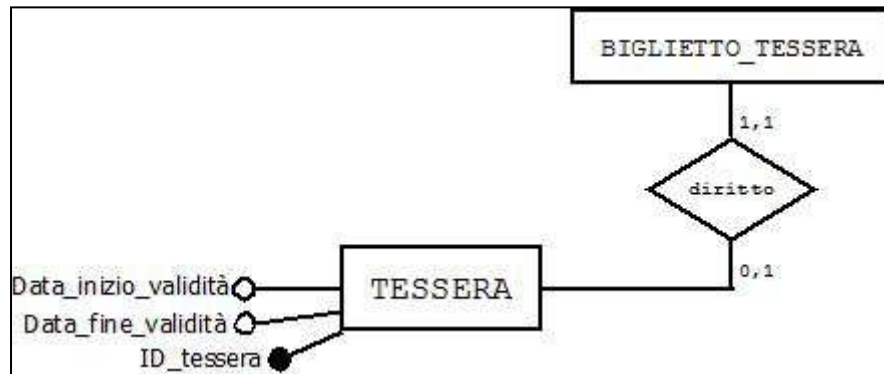 BIGLIETTO_TESSERA
1,1
diritto
0,1
TESSERA
Data_inizio_validità
Data_fine_validità
ID_tessera